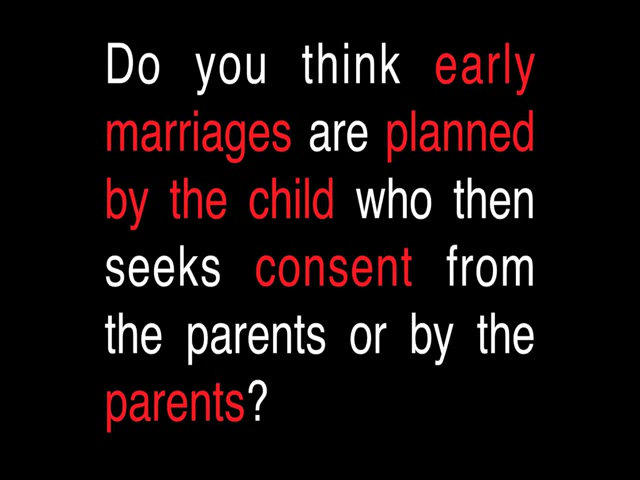 Do you think early
marriages are planned
by the child who then
seeks consent from
the parents or by the
parents?